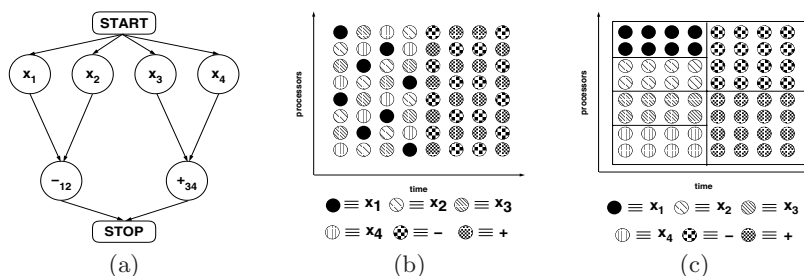 START
x1 x2 x3 x4
−12 +34
STOP
(a)
processors
time
≡ x1 ≡ x2 ≡ x3
≡ x4 ≡ − ≡ +
(b)
processors
time
≡ x1 ≡ x2 ≡ x3
≡ x4 ≡ − ≡ +
(c)